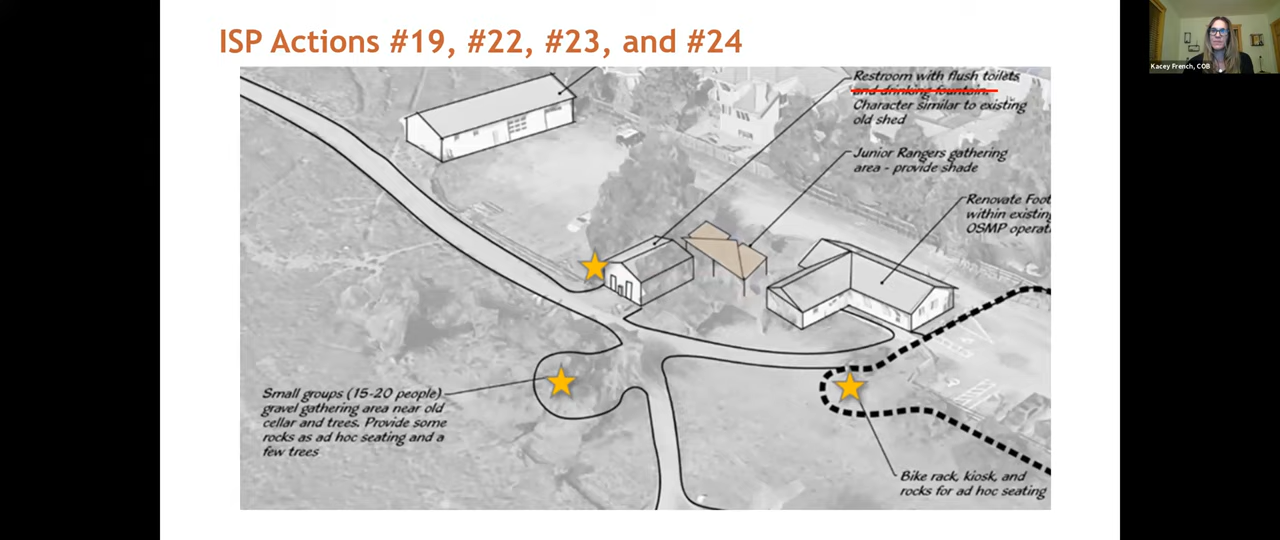 ISP Actions #19, #22, #23, and #24
Kacey French, COB
Restroom with flush toilets
and drinking fountain.
Character similar to existing
old shed
Junior Rangers gathering
area - provide shade
Renovate Foot
within existing
OSMP operat
Small groups (15-20 people)
gravel gathering area near old
cellar and trees. Provide some
rocks as ad hoc seating and a
few trees
Bike rack, kiosk, and
rocks for ad hoc seating